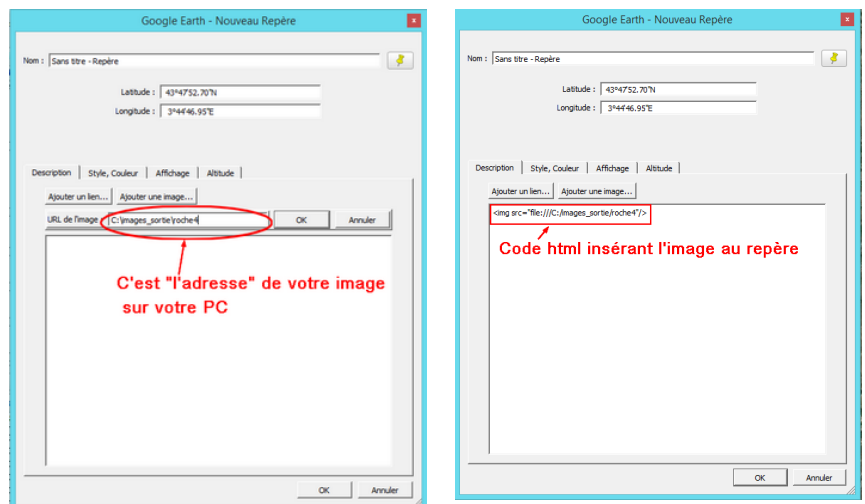 Google Earth - Nouveau Repère
x
Nom : Sans titre - Repère
Latitude : 43°47'52.70"N
Longitude : 3°44'46.95"E
Description Style, Couleur Affichage Altitude
Ajouter un lien... Ajouter une image...
URL de l'image : C:\images_sortie\roche4 OK Annuler
C'est "l'adresse" de votre image
sur votre PC
OK Annuler
Google Earth - Nouveau Repère
x
Nom : Sans titre - Repère
Latitude : 43°47'52.70"N
Longitude : 3°44'46.95"E
Description Style, Couleur Affichage Altitude
Ajouter un lien... Ajouter une image...
<img src="file:///C:/images_sortie/roche4"/>
Code html insérant l'image au repère
OK Annuler